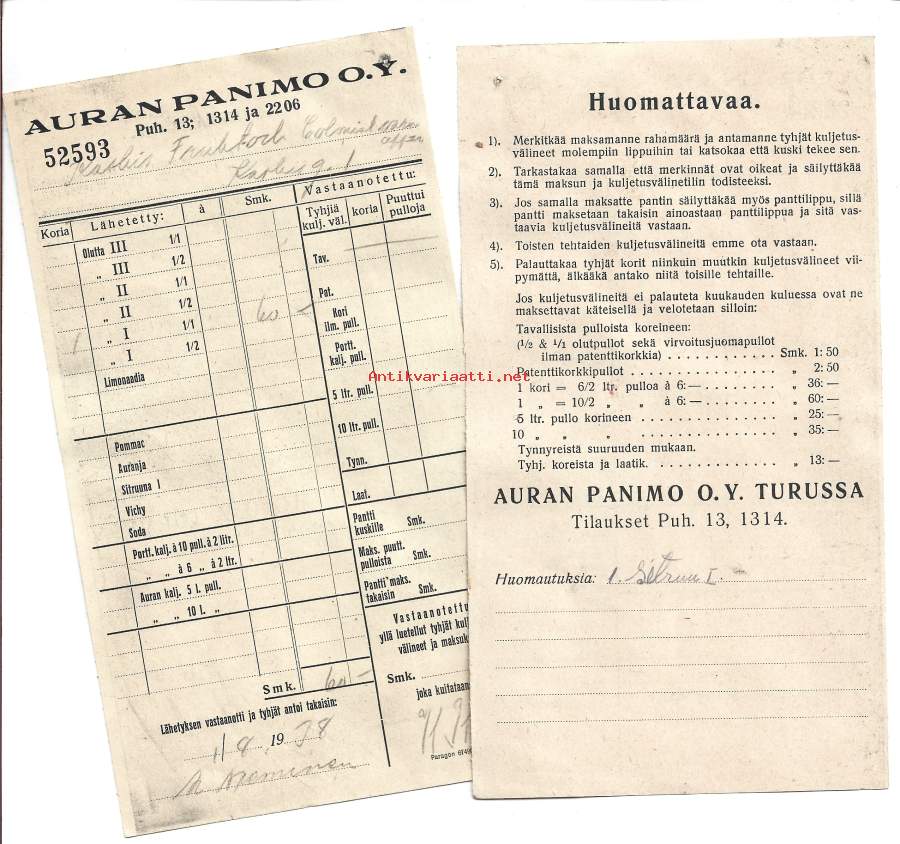 AURAN PANIMO O.Y.
Puh. 13; 1314 ja 2206
52593
Koria Lähetetty: à Smk. Vastaanotettu:
Tyhjiä kulj. väl. koria Puuttui pulloja
Olutta III 1/1
„ III 1/2
„ II 1/1
„ II 1/2 60 —
1 „ I 1/1
„ I 1/2
Limonaadia
Pommac
Auranja
Sitruuna I
Vichy
Soda
Portt. kalj. à 10 pull. à 2 litr.
„ „ à 6 „ à 2 ltr.
Auran kalj. 5 l. pull.
„ „ 10 l. „
Smk. 60 —
Tav.
Pat.
Kori
ilm. pull.
Portt.
kalj. pull.
5 ltr. pull.
10 ltr. pull.
Tynn.
Laat.
Pantti
kuskille Smk.
Maks. puutt.
pulloista Smk.
Pantti maks.
takaisin Smk.
Vastaanotettu
yllä luetellut tyhjät kulj
välineet ja maksu
Smk.
joka kuitataan
Paragon
Lähetyksen vastaanotti ja tyhjät antoi takaisin:
11/9 1938
Antikvariaatti.net
Huomattavaa.
1). Merkitkää maksamanne rahamäärä ja antamanne tyhjät kuljetus-
välineet molempiin lippuihin tai katsokaa että kuski tekee sen.
2). Tarkastakaa samalla että merkinnät ovat oikeat ja säilyttäkää
tämä maksun ja kuljetusvälinetilin todisteeksi.
3). Jos samalla maksatte pantin säilyttäkää myös panttilippu, sillä
pantti maksetaan takaisin ainoastaan panttilippua ja sitä vas-
taavia kuljetusvälineitä vastaan.
4). Toisten tehtaiden kuljetusvälineitä emme ota vastaan.
5). Palauttakaa tyhjät korit niinkuin muutkin kuljetusvälineet vii-
pymättä, älkääkä antako niitä toisille tehtaille.
Jos kuljetusvälineitä ei palauteta kuukauden kuluessa ovat ne
maksettavat käteisellä ja velotetaan silloin:
Tavallisista pulloista koreineen:
(1/2 & 1/1 olutpullot sekä virvoitusjuomapullot
ilman patenttikorkkia) . . . . . . . . . . . . Smk. 1: 50
Patenttikorkkipullot . . . . . . . . . . . . „ 2: 50
1 kori = 6/2 ltr. pulloa à 6: — . . . . . . . . „ 36: —
1 „ = 10/2 „ „ à 6: — . . . . . . . . „ 60: —
5 ltr. pullo korineen . . . . . . . . . . . . „ 25: —
10 „ „ „ . . . . . . . . . . . . „ 35: —
Tynnyreistä suuruuden mukaan.
Tyhj. koreista ja laatik. . . . . . . . . . . . „ 13: —
AURAN PANIMO O.Y. TURUSSA
Tilaukset Puh. 13, 1314.
Huomautuksia: 1. Sitruu I. —